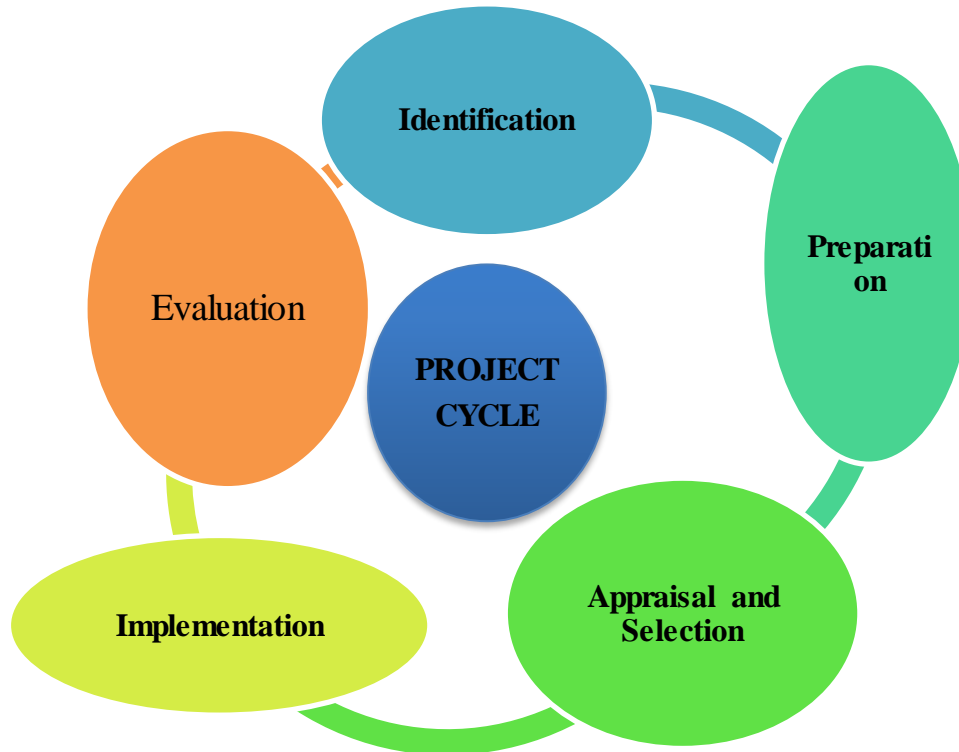 Identification
Preparati
on
Appraisal and
Selection
Implementation
Evaluation
PROJECT
CYCLE